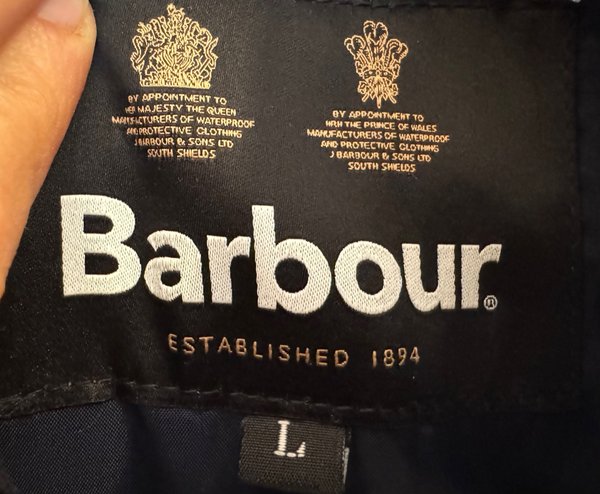 BY APPOINTMENT TO
HER MAJESTY THE QUEEN
MANUFACTURERS OF WATERPROOF
AND PROTECTIVE CLOTHING
J BARBOUR & SONS LTD
SOUTH SHIELDS
BY APPOINTMENT TO
HRH THE PRINCE OF WALES
MANUFACTURERS OF WATERPROOF
AND PROTECTIVE CLOTHING
J BARBOUR & SONS LTD
SOUTH SHIELDS
Barbour®
ESTABLISHED 1894
L